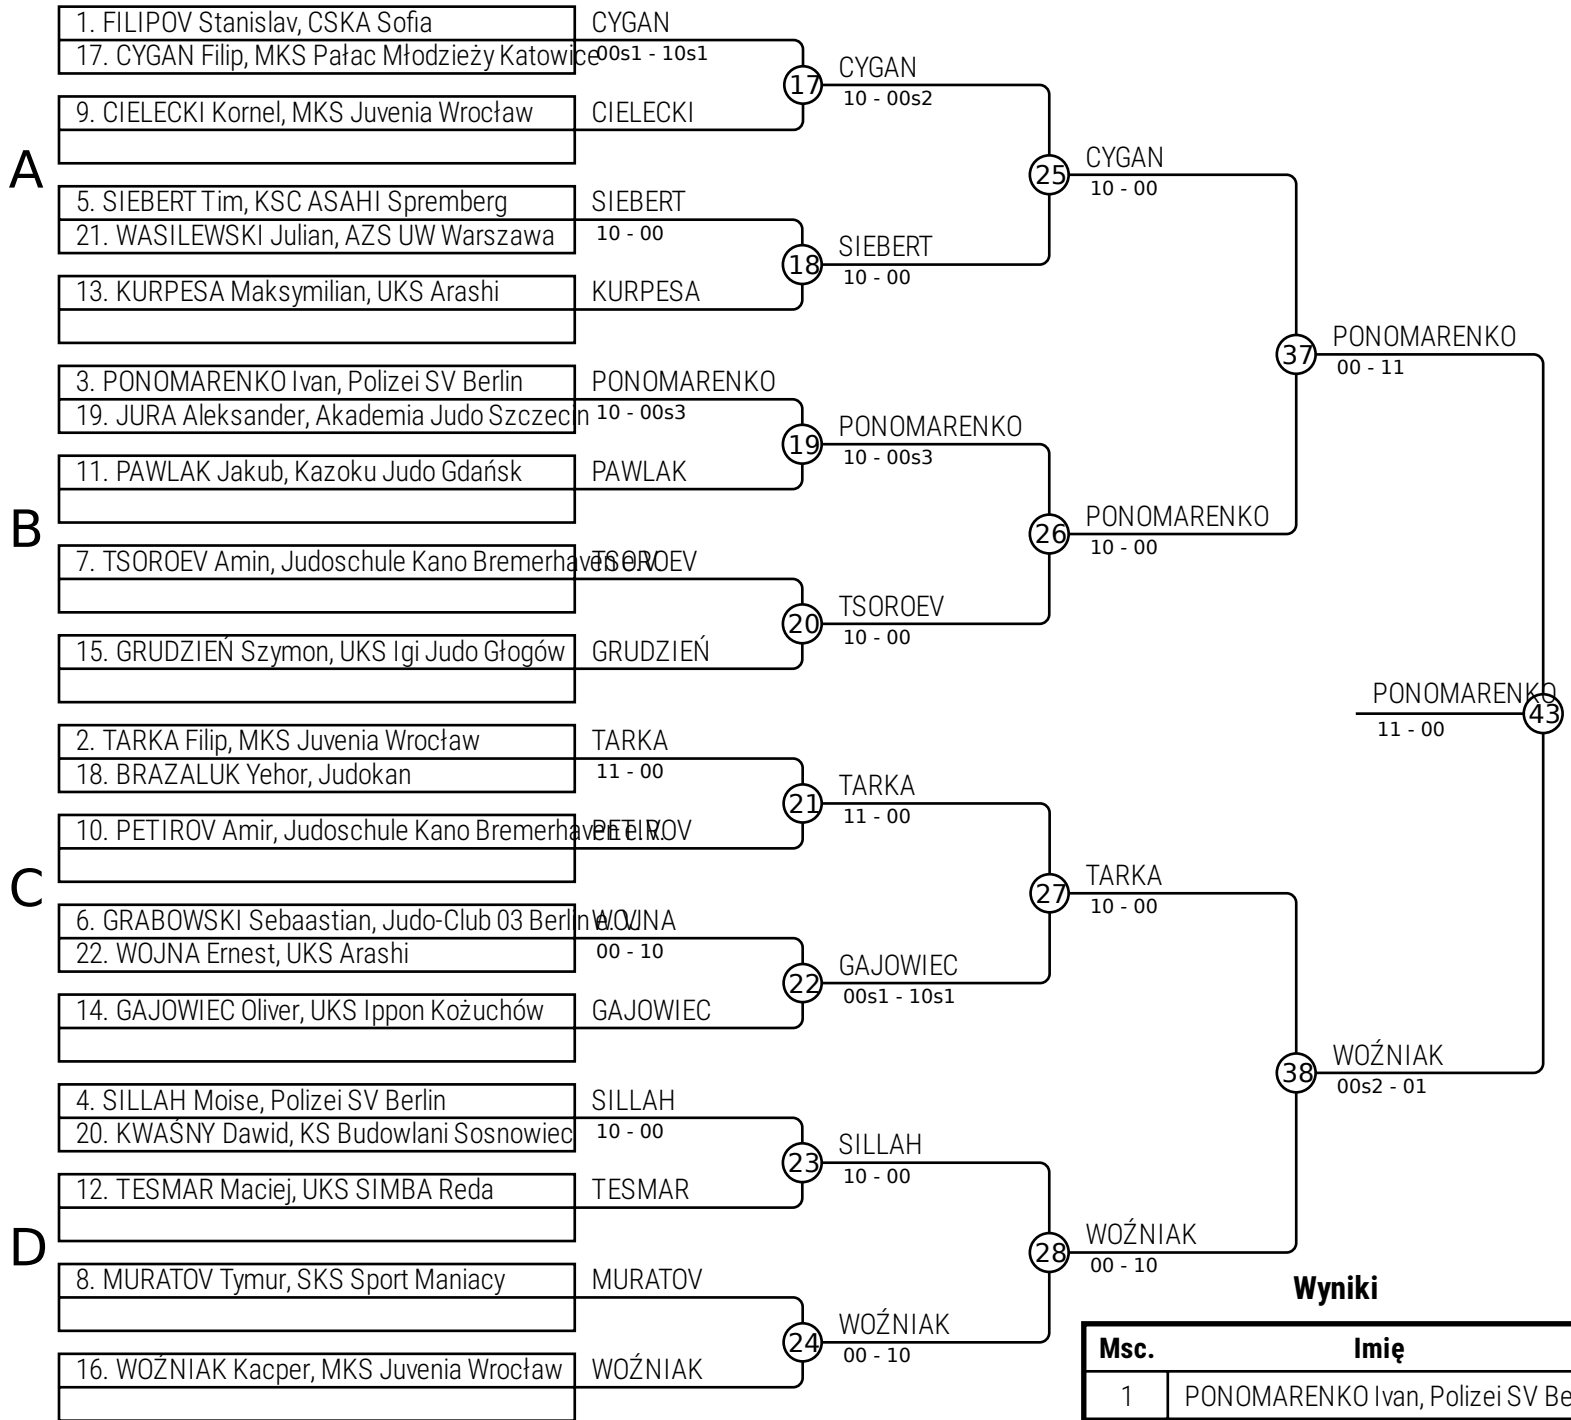 1. FILIPOV Stanislav, CSKA Sofia
CYGAN
17. CYGAN Filip, MKS Pałac Młodzieży Katowice
00s1 - 10s1
17
CYGAN
10 - 00s2
9. CIELECKI Kornel, MKS Juvenia Wrocław
CIELECKI
A
25
CYGAN
10 - 00
5. SIEBERT Tim, KSC ASAHI Spremberg
SIEBERT
21. WASILEWSKI Julian, AZS UW Warszawa
10 - 00
18
SIEBERT
10 - 00
13. KURPESA Maksymilian, UKS Arashi
KURPESA
37
PONOMARENKO
00 - 11
3. PONOMARENKO Ivan, Polizei SV Berlin
PONOMARENKO
19. JURA Aleksander, Akademia Judo Szczecin
10 - 00s3
19
PONOMARENKO
10 - 00s3
11. PAWLAK Jakub, Kazoku Judo Gdańsk
PAWLAK
B
26
PONOMARENKO
10 - 00
7. TSOROEV Amin, Judoschule Kano Bremerhaven e.V.
TSOROEV
20
TSOROEV
10 - 00
15. GRUDZIEŃ Szymon, UKS Igi Judo Głogów
GRUDZIEŃ
PONOMARENKO
43
11 - 00
2. TARKA Filip, MKS Juvenia Wrocław
TARKA
18. BRAZALUK Yehor, Judokan
11 - 00
21
TARKA
11 - 00
10. PETIROV Amir, Judoschule Kano Bremerhaven e.V.
PETIROV
C
27
TARKA
10 - 00
6. GRABOWSKI Sebaastian, Judo-Club 03 Berlin e.V.
WOJNA
22. WOJNA Ernest, UKS Arashi
00 - 10
22
GAJOWIEC
00s1 - 10s1
14. GAJOWIEC Oliver, UKS Ippon Kożuchów
GAJOWIEC
38
WOŹNIAK
00s2 - 01
4. SILLAH Moise, Polizei SV Berlin
SILLAH
20. KWAŚNY Dawid, KS Budowlani Sosnowiec
10 - 00
23
SILLAH
10 - 00
12. TESMAR Maciej, UKS SIMBA Reda
TESMAR
D
28
WOŹNIAK
00 - 10
8. MURATOV Tymur, SKS Sport Maniacy
MURATOV
24
WOŹNIAK
00 - 10
16. WOŹNIAK Kacper, MKS Juvenia Wrocław
WOŹNIAK
Wyniki
Msc. Imię
1 PONOMARENKO Ivan, Polizei SV Be